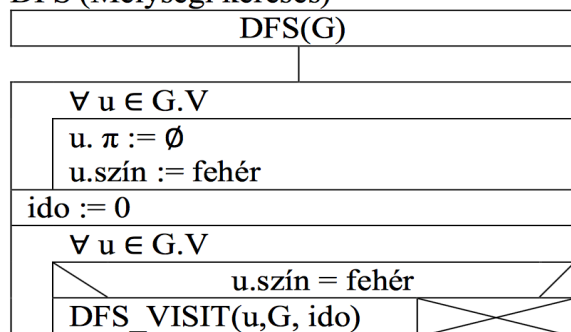 DFS (Mélységi keresés)
DFS(G)
∀ u ∈ G.V
u. π := Ø
u.szín := fehér
ido := 0
∀ u ∈ G.V
u.szín = fehér
DFS_VISIT(u,G, ido)